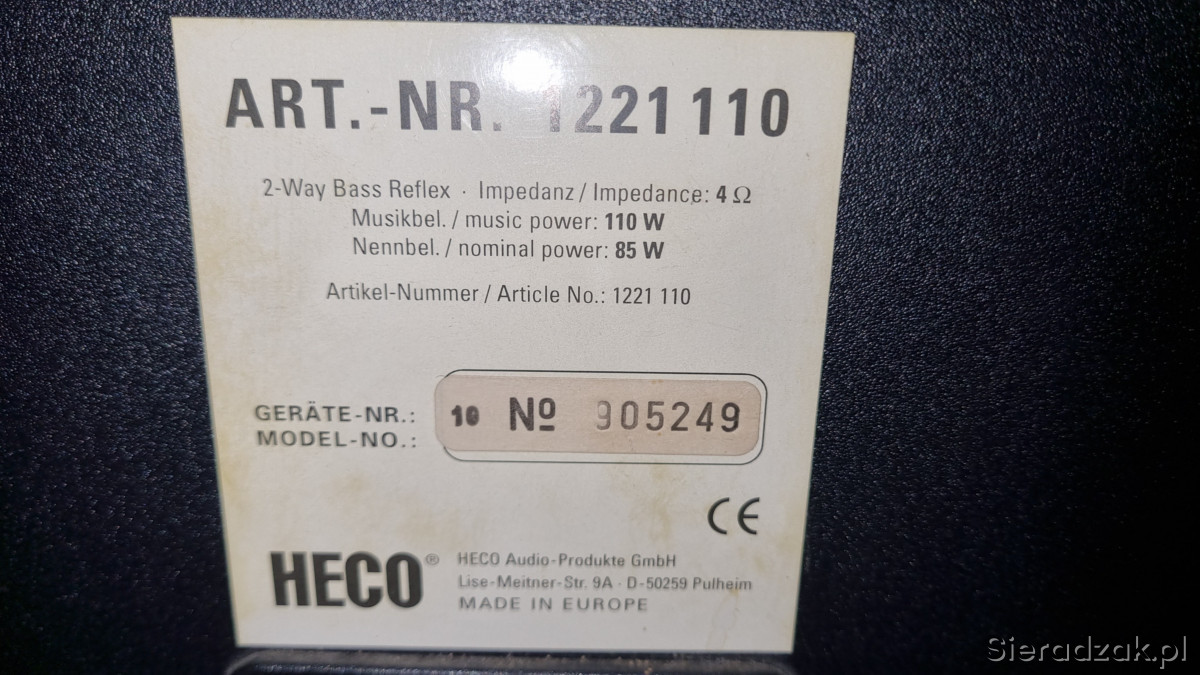 ART.-NR. 1221 110
2-Way Bass Reflex · Impedanz / Impedance: 4 Ω
Musikbel. / music power: 110 W
Nennbel. / nominal power: 85 W
Artikel-Nummer / Article No.: 1221 110
GERÄTE-NR.:
MODEL-NO.:
10 Nº 905249
CE
HECO®
HECO Audio-Produkte GmbH
Lise-Meitner-Str. 9A · D-50259 Pulheim
MADE IN EUROPE
Sieradzak.pl